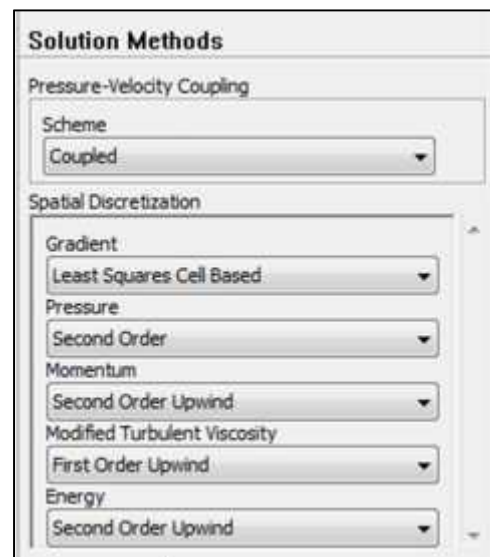 Solution Methods
Pressure-Velocity Coupling
Scheme
Coupled
Spatial Discretization
Gradient
Least Squares Cell Based
Pressure
Second Order
Momentum
Second Order Upwind
Modified Turbulent Viscosity
First Order Upwind
Energy
Second Order Upwind